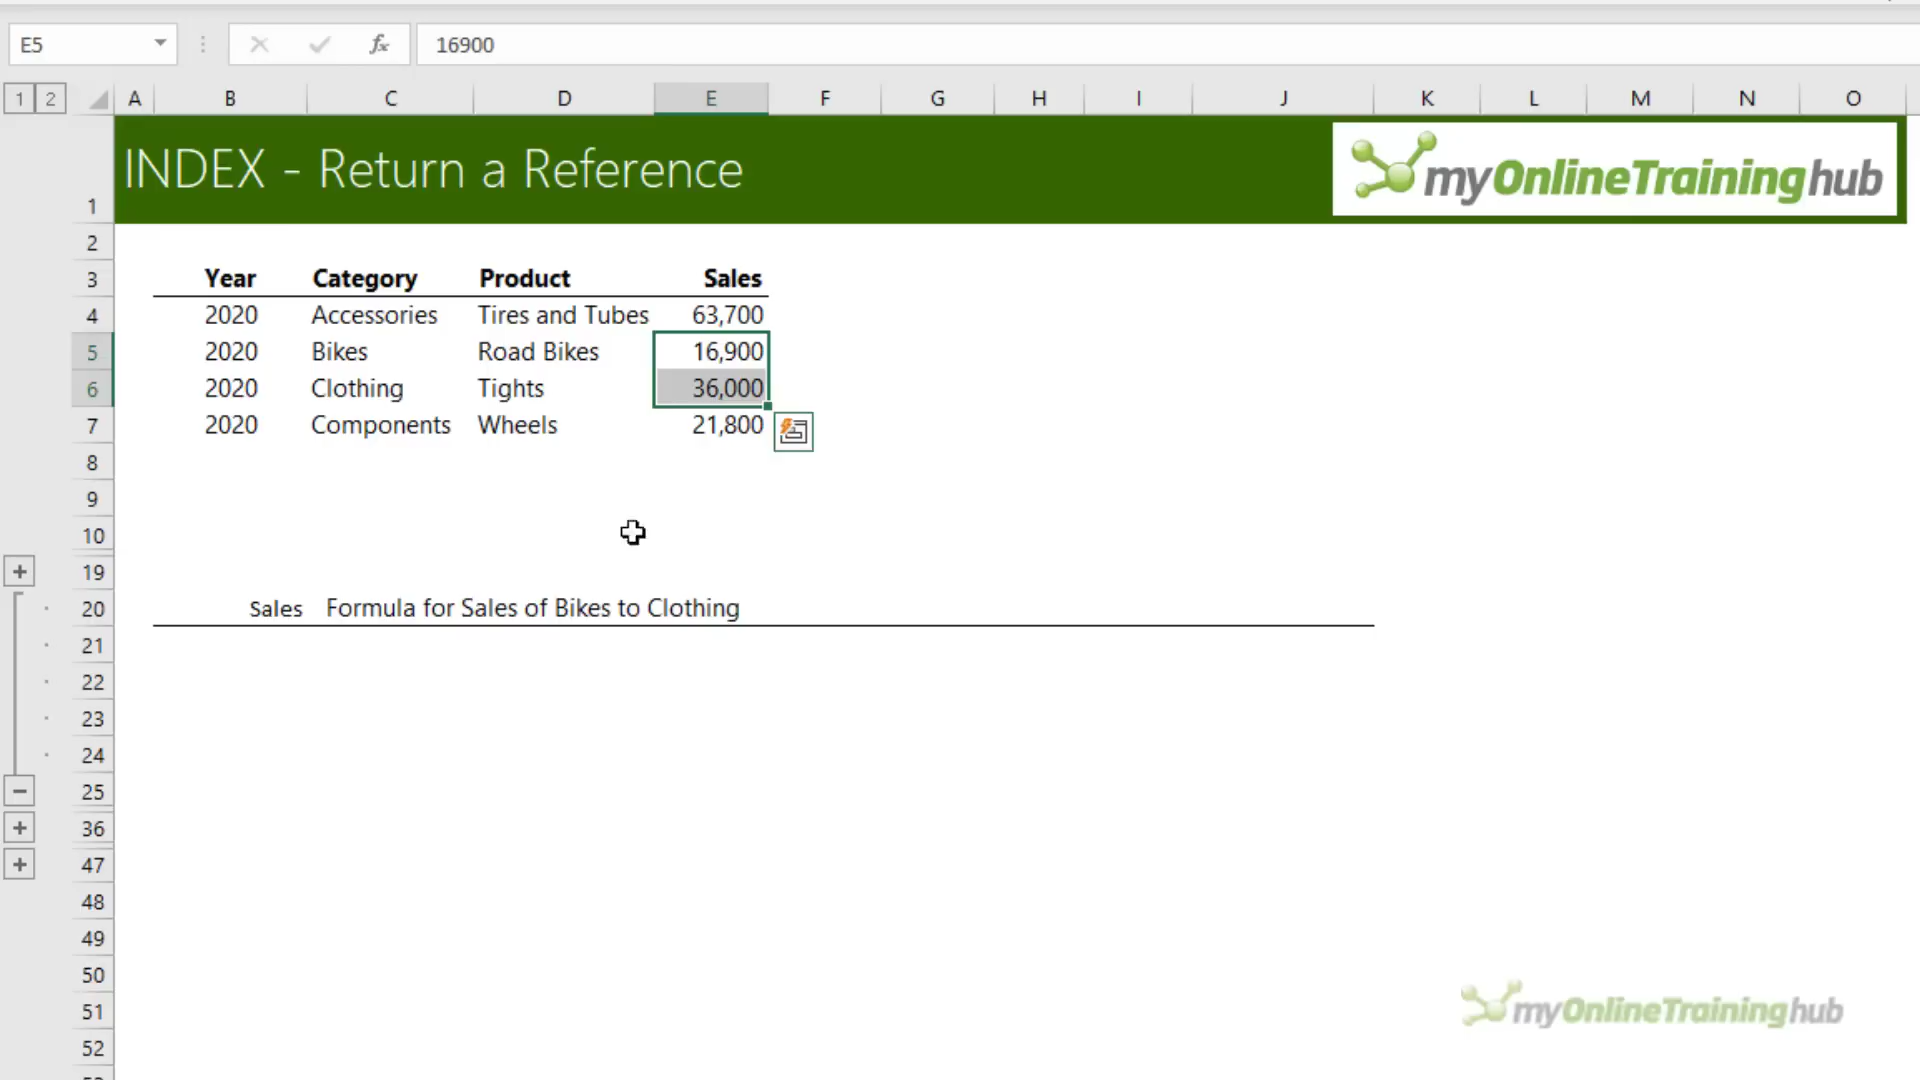 E5 fx 16900
1 2 A B C D E F G H I J K L M N O
1 INDEX - Return a Reference myOnlineTraininghub
2
3 Year Category Product Sales
4 2020 Accessories Tires and Tubes 63,700
5 2020 Bikes Road Bikes 16,900
6 2020 Clothing Tights 36,000
7 2020 Components Wheels 21,800
8
9
10
19
20 Sales Formula for Sales of Bikes to Clothing
21
22
23
24
25
36
47
48
49
50
51
52
myOnlineTraininghub